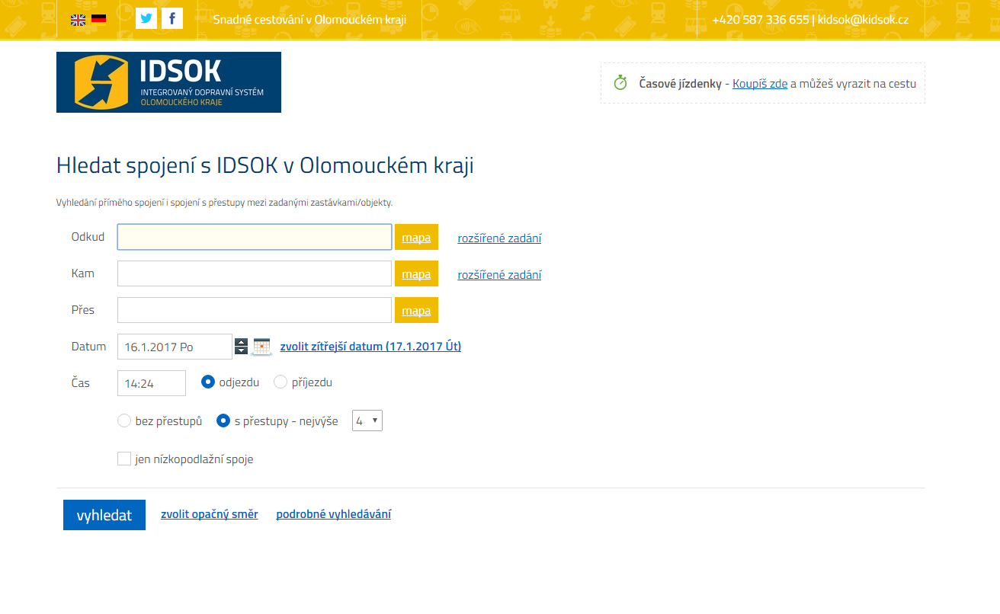 Snadné cestování v Olomouckém kraji
+420 587 336 655 | kidsok@kidsok.cz
IDSOK
INTEGROVANÝ DOPRAVNÍ SYSTÉM
OLOMOUCKÉHO KRAJE
Časové jízdenky - Koupíš zde a můžeš vyrazit na cestu
Hledat spojení s IDSOK v Olomouckém kraji
Vyhledání přímého spojení i spojení s přestupy mezi zadanými zastávkami/objekty.
Odkud mapa rozšířené zadání
Kam mapa rozšířené zadání
Přes mapa
Datum 16.1.2017 Po zvolit zítřejší datum (17.1.2017 Út)
Čas 14:24 odjezdu příjezdu
bez přestupů s přestupy - nejvýše 4
jen nízkopodlažní spoje
vyhledat zvolit opačný směr podrobné vyhledávání